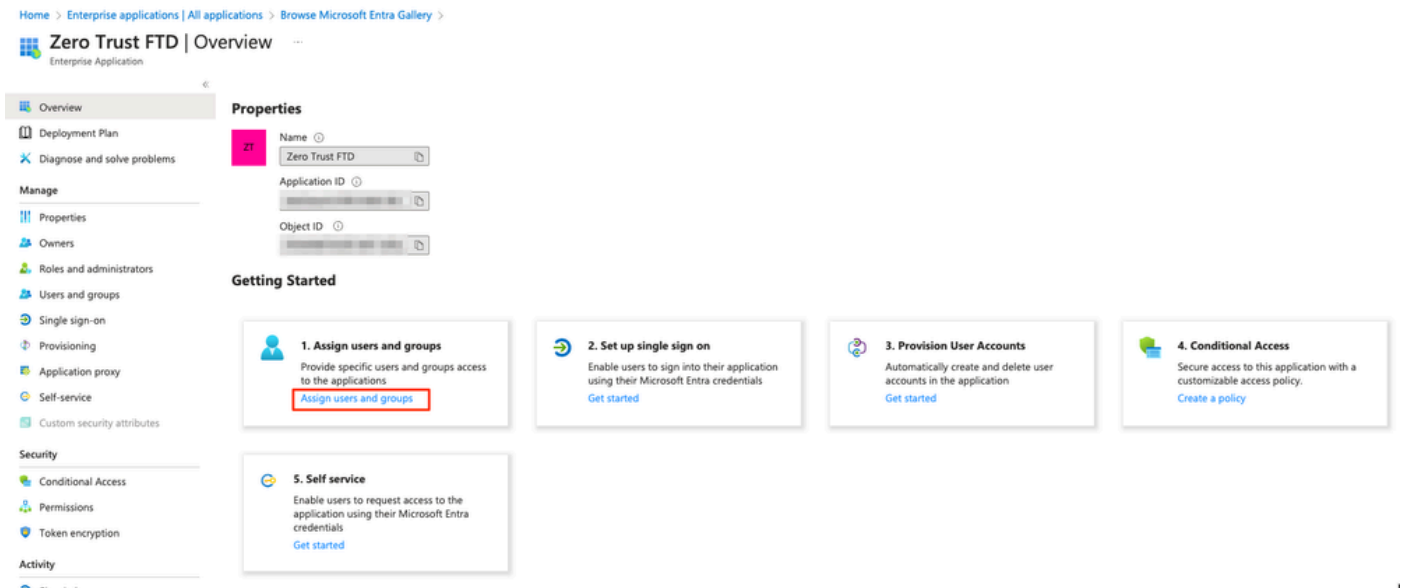 Home > Enterprise applications | All applications > Browse Microsoft Entra Gallery >
Zero Trust FTD | Overview ...
Enterprise Application
«
Overview
Deployment Plan
Diagnose and solve problems
Manage
Properties
Owners
Roles and administrators
Users and groups
Single sign-on
Provisioning
Application proxy
Self-service
Custom security attributes
Security
Conditional Access
Permissions
Token encryption
Activity
Properties
ZT
Name
Zero Trust FTD
Application ID
Object ID
Getting Started
1. Assign users and groups
Provide specific users and groups access
to the applications
Assign users and groups
2. Set up single sign on
Enable users to sign into their application
using their Microsoft Entra credentials
Get started
3. Provision User Accounts
Automatically create and delete user
accounts in the application
Get started
4. Conditional Access
Secure access to this application with a
customizable access policy.
Create a policy
5. Self service
Enable users to request access to the
application using their Microsoft Entra
credentials
Get started